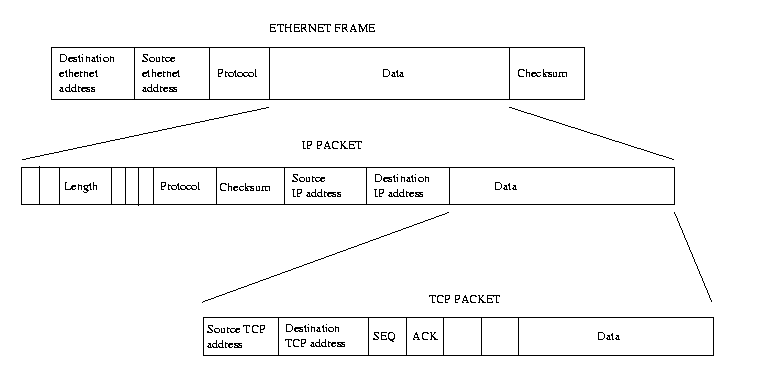 ETHERNET FRAME
Destination
ethernet
address
Source
ethernet
address
Protocol
Data
Checksum
IP PACKET
Length
Protocol
Checksum
Source
IP address
Destination
IP address
Data
TCP PACKET
Source TCP
address
Destination
TCP address
SEQ
ACK
Data